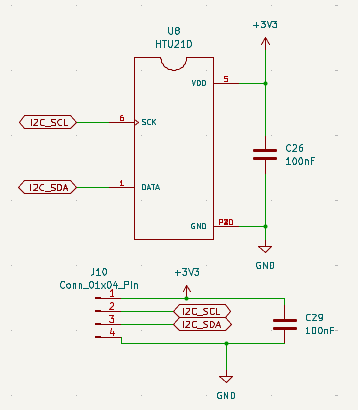 U8
HTU21D
+3V3
VDD
5
I2C_SCL
6
SCK
C26
100nF
I2C_SDA
1
DATA
GND
GND
J10
Conn_01x04_Pin
+3V3
1
2
I2C_SCL
3
I2C_SDA
4
C29
100nF
GND